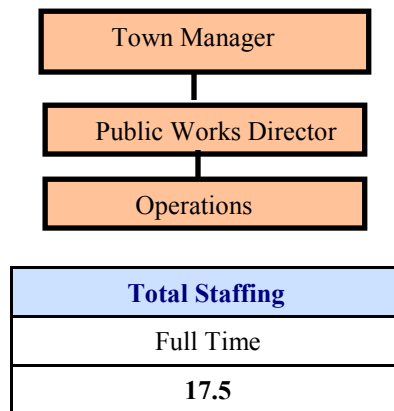 Town Manager
Public Works Director
Operations
Total Staffing
Full Time
17.5